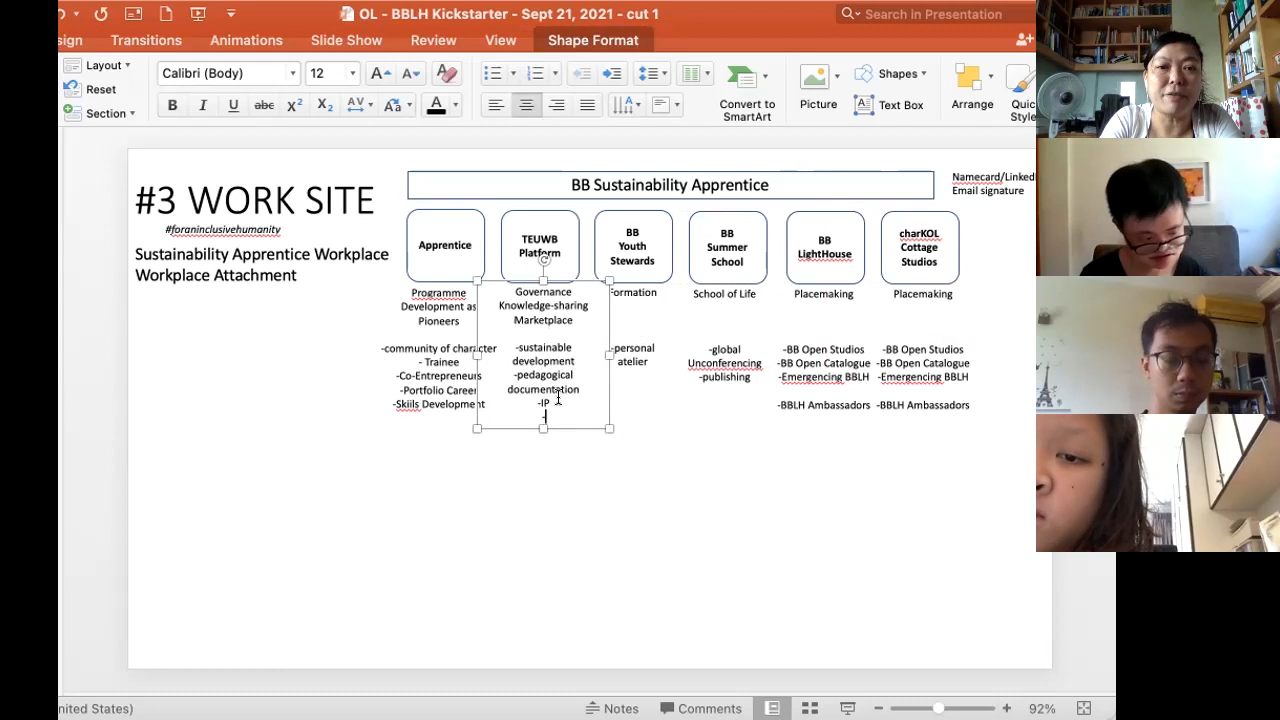 OL - BBLH Kickstarter - Sept 21, 2021 - cut 1
Search in Presentation
sign Transitions Animations Slide Show Review View Shape Format
Layout
Reset
Section
Calibri (Body) 12
Convert to SmartArt
Picture
Shapes
Text Box
Arrange
Quic
Style
#3 WORK SITE
#foraninclusivehumanity
Sustainability Apprentice Workplace
Workplace Attachment
BB Sustainability Apprentice
Namecard/Linked
Email signature
Apprentice
Programme
Development as
Pioneers
-community of character
- Trainee
-Co-Entrepreneurs
-Portfolio Career
-Skiils Development
TEUWB
Platform
Governance
Knowledge-sharing
Marketplace
-sustainable
development
-pedagogical
documentation
-IP
-
BB
Youth
Stewards
Formation
-personal
atelier
BB
Summer
School
School of Life
-global
Unconferencing
-publishing
BB
LightHouse
Placemaking
-BB Open Studios
-BB Open Catalogue
-Emergencing BBLH
-BBLH Ambassadors
charKOL
Cottage
Studios
Placemaking
-BB Open Studios
-BB Open Catalogue
-Emergencing BBLH
-BBLH Ambassadors
nited States)
Notes
Comments
92%